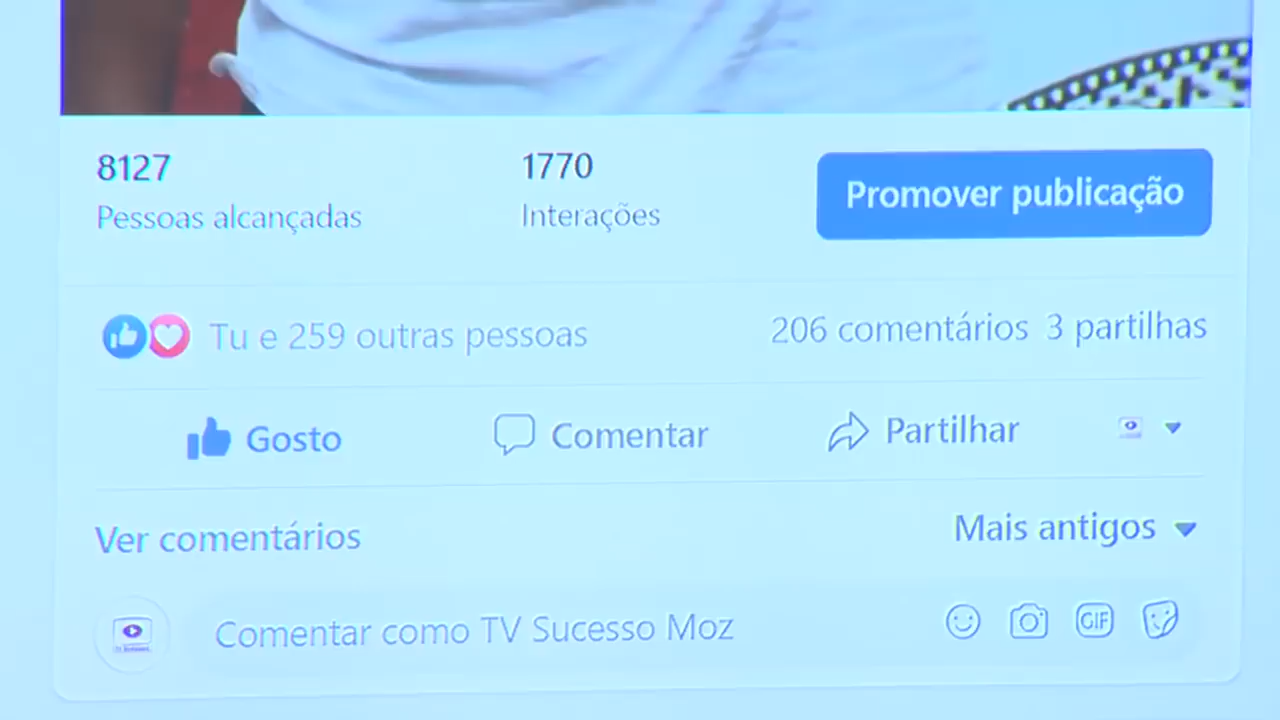 8127
1770
Promover publicação
Pessoas alcançadas
Interações
Tu e 259 outras pessoas
206 comentários 3 partilhas
Gosto
Comentar
Partilhar
Ver comentários
Mais antigos
Comentar como TV Sucesso Moz
GIF